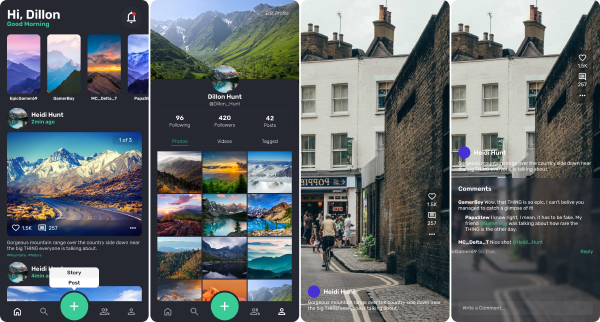 Hi, Dillon
Good Morning
EpicGamer69
GamerBoy
MC_Delta_T
Heidi Hunt
2min ago
1 of 3
1.5K
257
Gorgeous mountain range over the country side down near
the big THING everyone is talking about.
#Mountains #Nature
Heidi
4min a
Story
Post
+
Edit Profile
Dillon Hunt
@Dillon_Hunt
96
420
42
Following
Followers
Posts
Photos
Videos
Tagged
+
1.5K
257
Heidi Hunt
Gorgeous mountain range over the country side down near
the big THING everyone is talking about.
1.5K
257
Heidi Hunt
Gorgeous mountain range over the country side down near
the big THING everyone is talking about.
Comments
GamerBoy Wow, that THING is so epic, I can't believe you
managed to catch a glimpse of it!
PapaStew I know right, I mean, it has to be fake. My
friend @GamerBoy was talking about how rare the
THING is the other day.
MC_Delta_T Nice shot @Heidi_Hunt
Reply
Write a Comment...